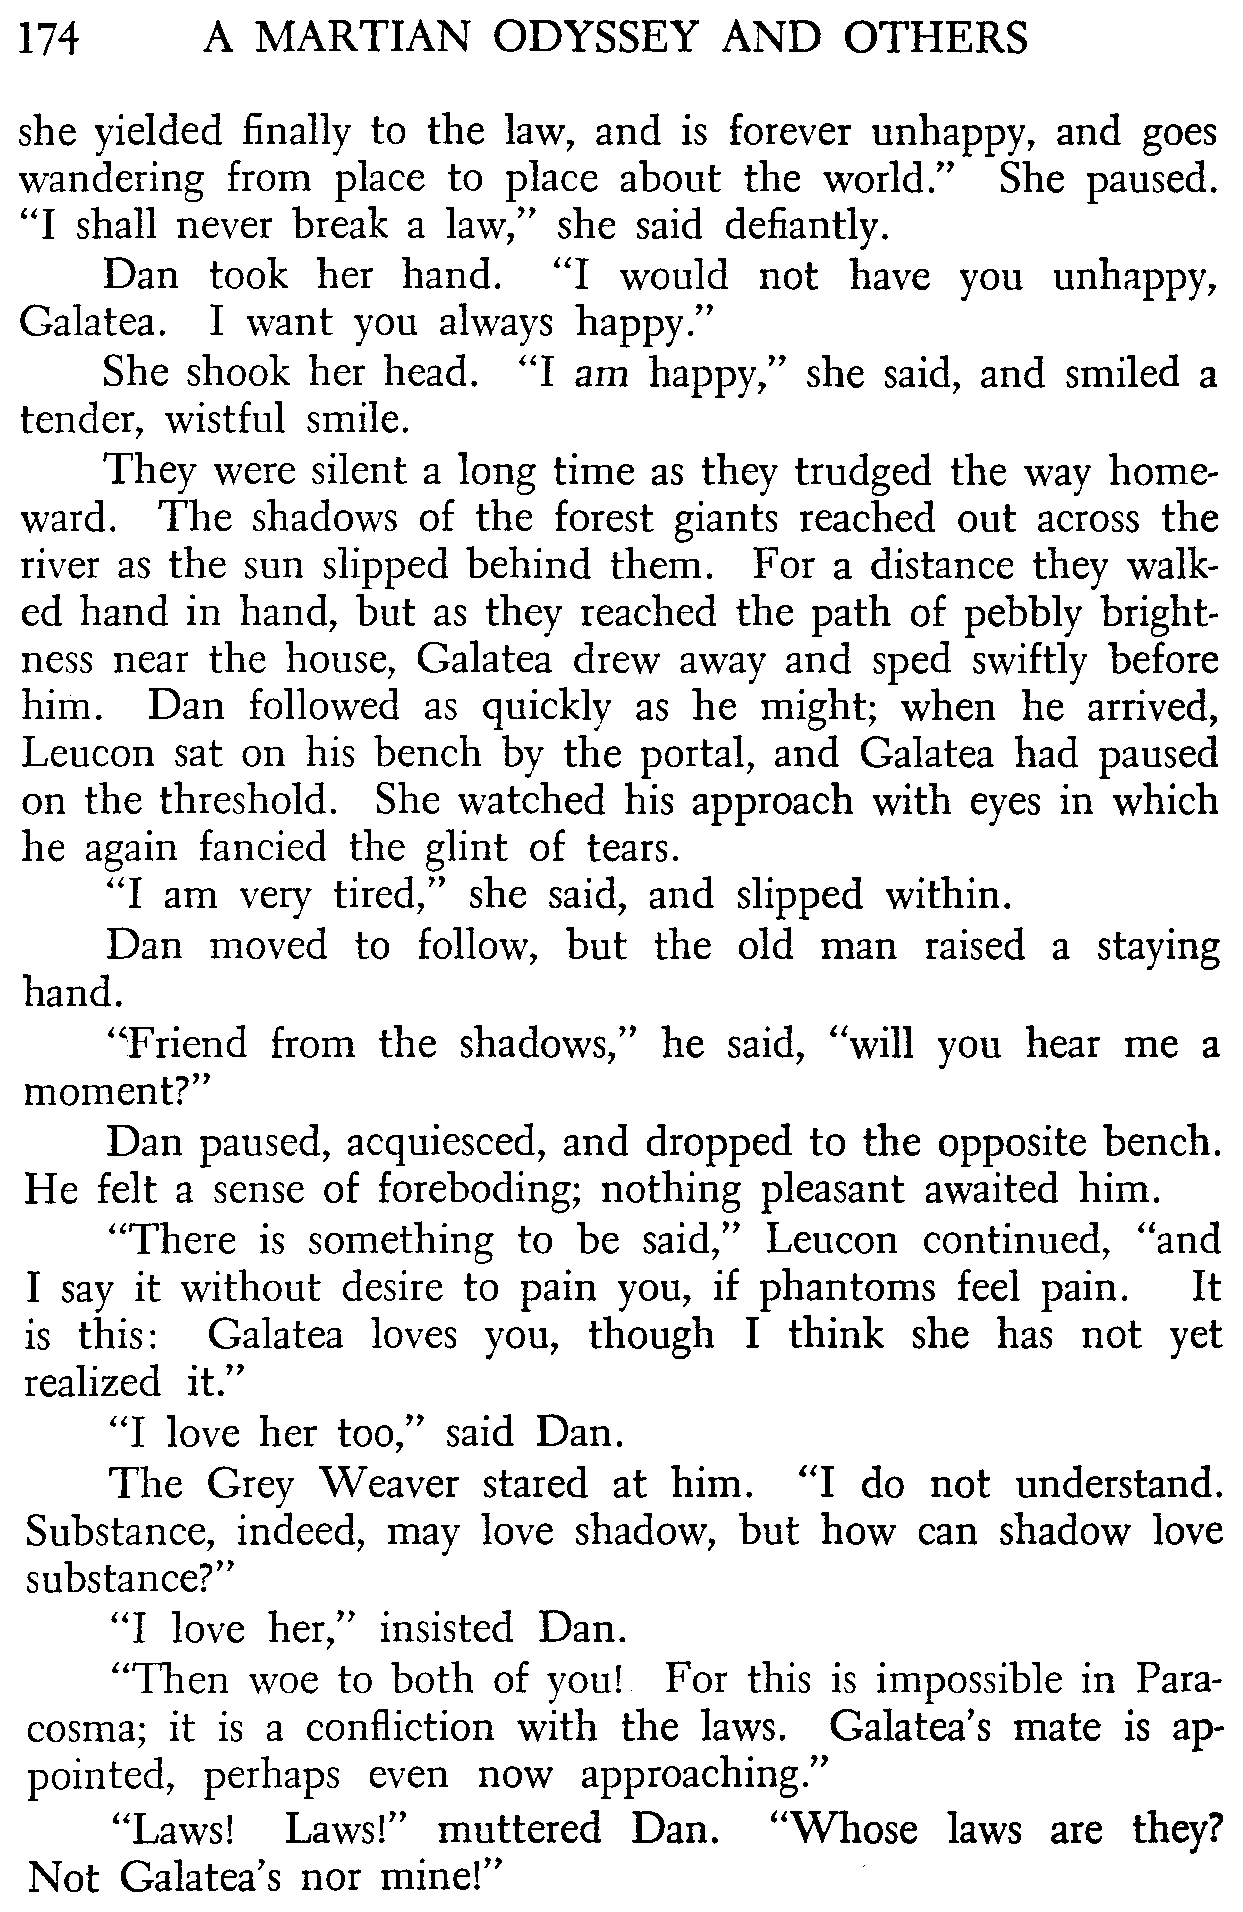 174 A MARTIAN ODYSSEY AND OTHERS
she yielded finally to the law, and is forever unhappy, and goes
wandering from place to place about the world.” She paused.
“I shall never break a law,” she said defiantly.
Dan took her hand. “I would not have you unhappy,
Galatea. I want you always happy.”
She shook her head. “I am happy,” she said, and smiled a
tender, wistful smile.
They were silent a long time as they trudged the way home-
ward. The shadows of the forest giants reached out across the
river as the sun slipped behind them. For a distance they walk-
ed hand in hand, but as they reached the path of pebbly bright-
ness near the house, Galatea drew away and sped swiftly before
him. Dan followed as quickly as he might; when he arrived,
Leucon sat on his bench by the portal, and Galatea had paused
on the threshold. She watched his approach with eyes in which
he again fancied the glint of tears.
“I am very tired,” she said, and slipped within.
Dan moved to follow, but the old man raised a staying
hand.
“Friend from the shadows,” he said, “will you hear me a
moment?”
Dan paused, acquiesced, and dropped to the opposite bench.
He felt a sense of foreboding; nothing pleasant awaited him.
“There is something to be said,” Leucon continued, “and
I say it without desire to pain you, if phantoms feel pain. It
is this: Galatea loves you, though I think she has not yet
realized it.”
“I love her too,” said Dan.
The Grey Weaver stared at him. “I do not understand.
Substance, indeed, may love shadow, but how can shadow love
substance?”
“I love her,” insisted Dan.
“Then woe to both of you! For this is impossible in Para-
cosma; it is a confliction with the laws. Galatea’s mate is ap-
pointed, perhaps even now approaching.”
“Laws! Laws!” muttered Dan. “Whose laws are they?
Not Galatea’s nor mine!”